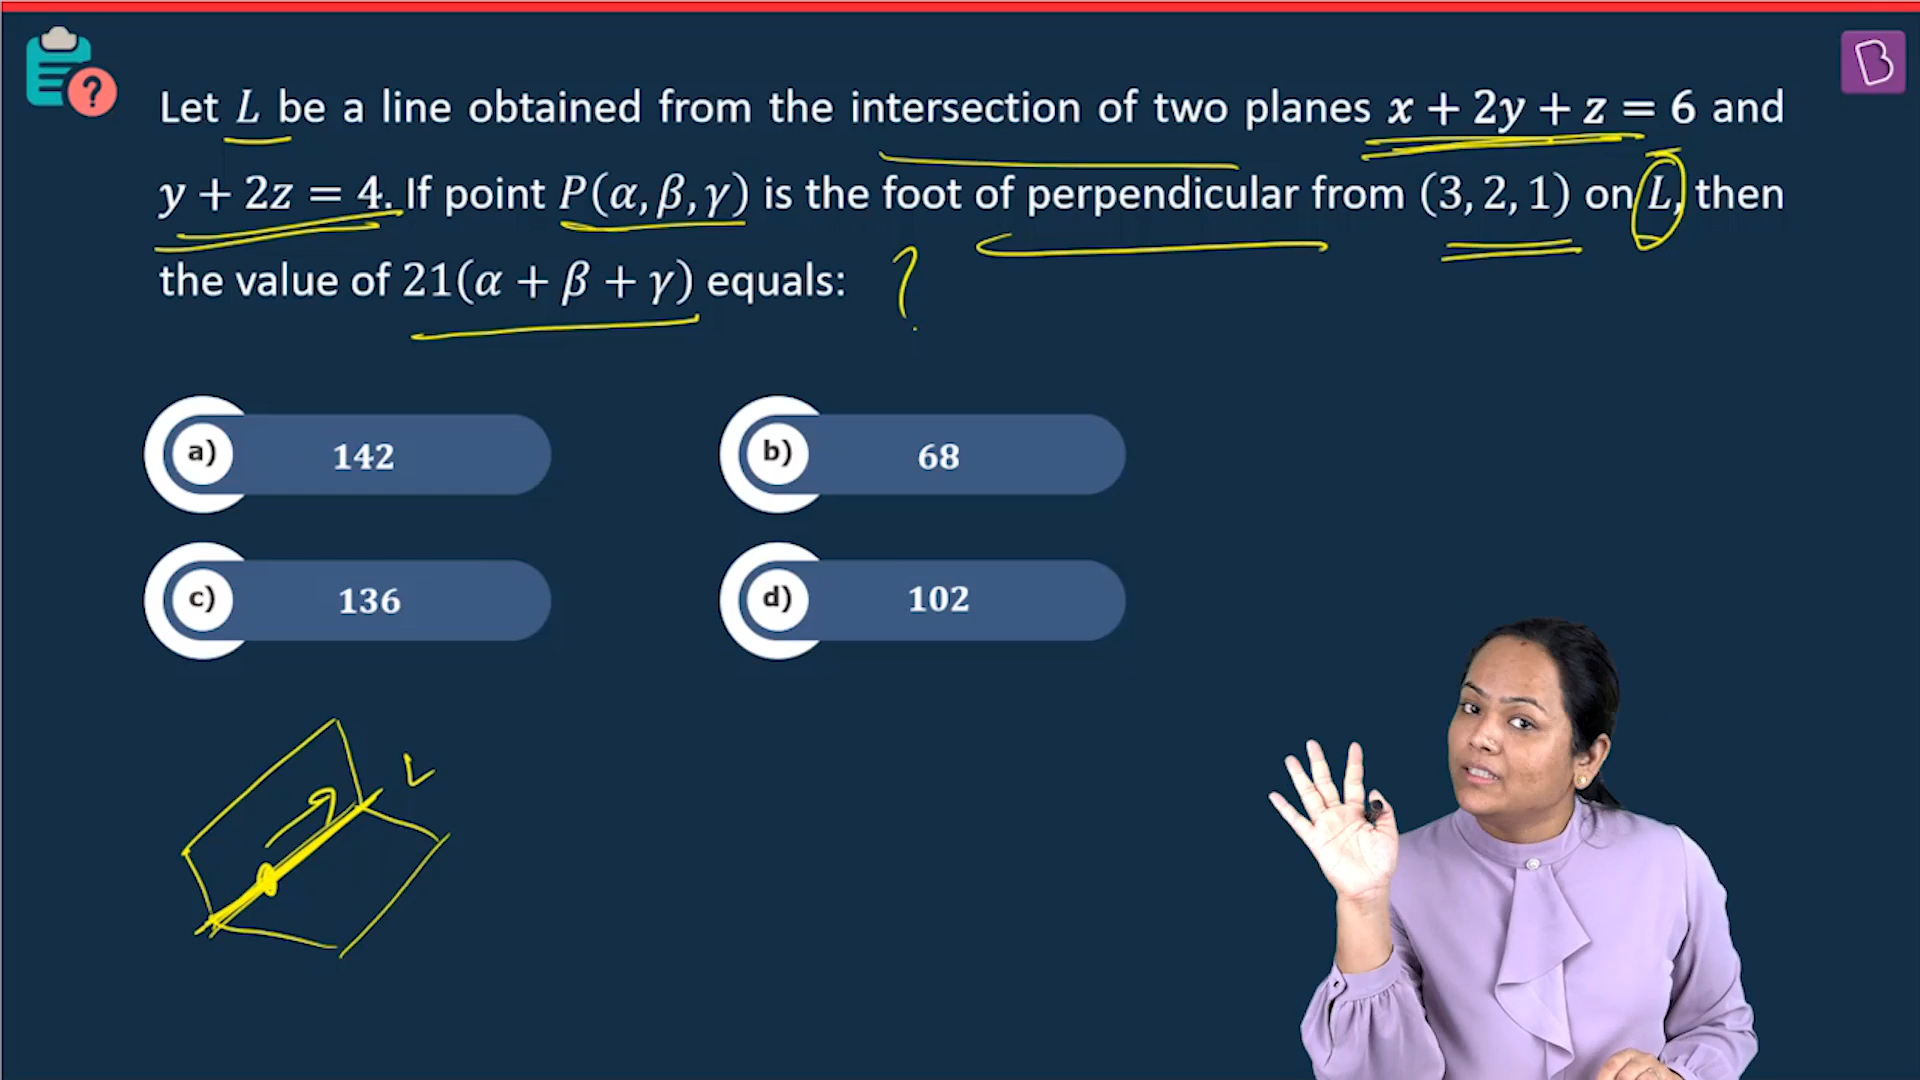 Let L be a line obtained from the intersection of two planes x + 2y + z = 6 and
y + 2z = 4. If point P(α, β, γ) is the foot of perpendicular from (3, 2, 1) on L, then
the value of 21(α + β + γ) equals: ?
a) 142
b) 68
c) 136
d) 102
L